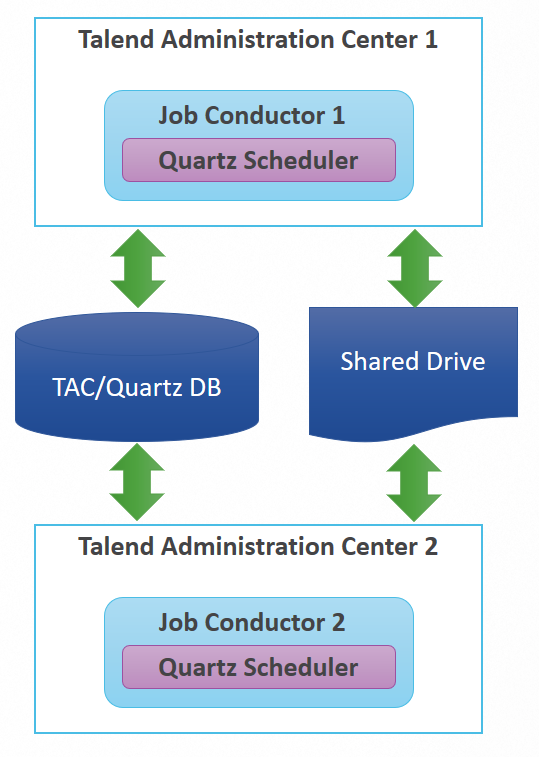 Talend Administration Center 1
Job Conductor 1
Quartz Scheduler
TAC/Quartz DB
Shared Drive
Talend Administration Center 2
Job Conductor 2
Quartz Scheduler